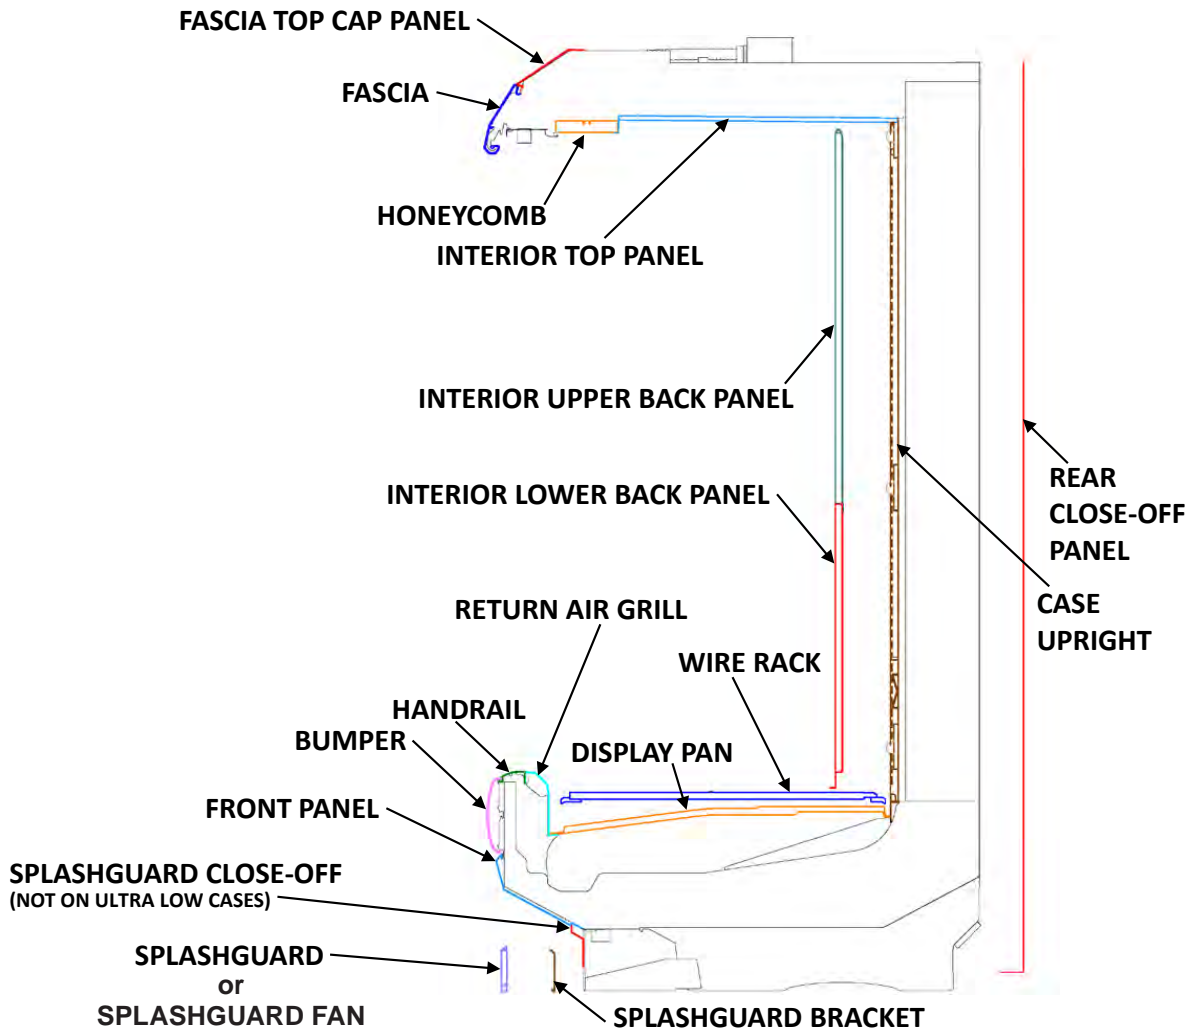 FASCIA TOP CAP PANEL
FASCIA
HONEYCOMB
INTERIOR TOP PANEL
INTERIOR UPPER BACK PANEL
INTERIOR LOWER BACK PANEL
REAR
CLOSE-OFF
PANEL
CASE
UPRIGHT
RETURN AIR GRILL
WIRE RACK
HANDRAIL
BUMPER
DISPLAY PAN
FRONT PANEL
SPLASHGUARD CLOSE-OFF
(NOT ON ULTRA LOW CASES)
SPLASHGUARD
or
SPLASHGUARD FAN
SPLASHGUARD BRACKET